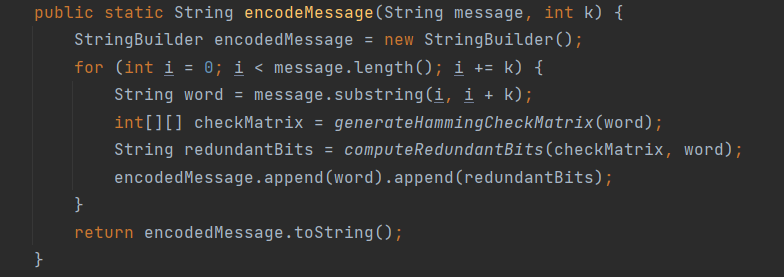 public static String encodeMessage(String message, int k) {
    StringBuilder encodedMessage = new StringBuilder();
    for (int i = 0; i < message.length(); i += k) {
        String word = message.substring(i, i + k);
        int[][] checkMatrix = generateHammingCheckMatrix(word);
        String redundantBits = computeRedundantBits(checkMatrix, word);
        encodedMessage.append(word).append(redundantBits);
    }
    return encodedMessage.toString();
}